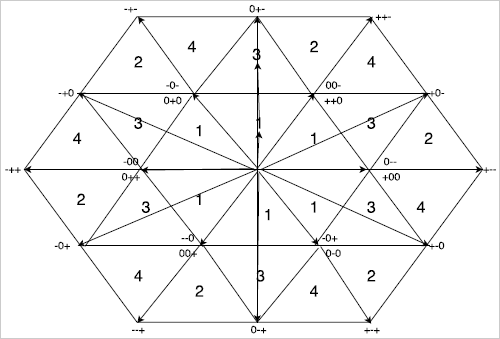 -+- 0+- ++-
4 3 2
2 4
-0- 00-
-+0 0+0 ++0 +0-
3 1 3
4 1 1 2
-++ -00 0-- +--
0++ +00
2 3 1 1 3 4
1
--0 -0+
-0+ 00+ 0-0 +-0
4 3 2
2 4
--+ 0-+ +-+